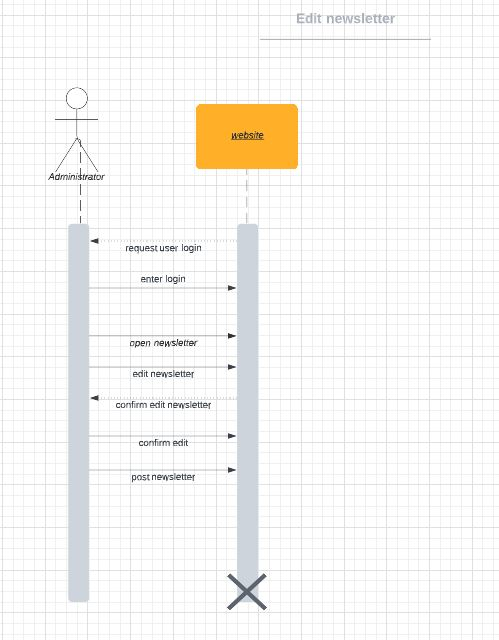 Edit newsletter
website
Administrator
request user login
enter login
open newsletter
edit newsletter
confirm edit newsletter
confirm edit
post newsletter